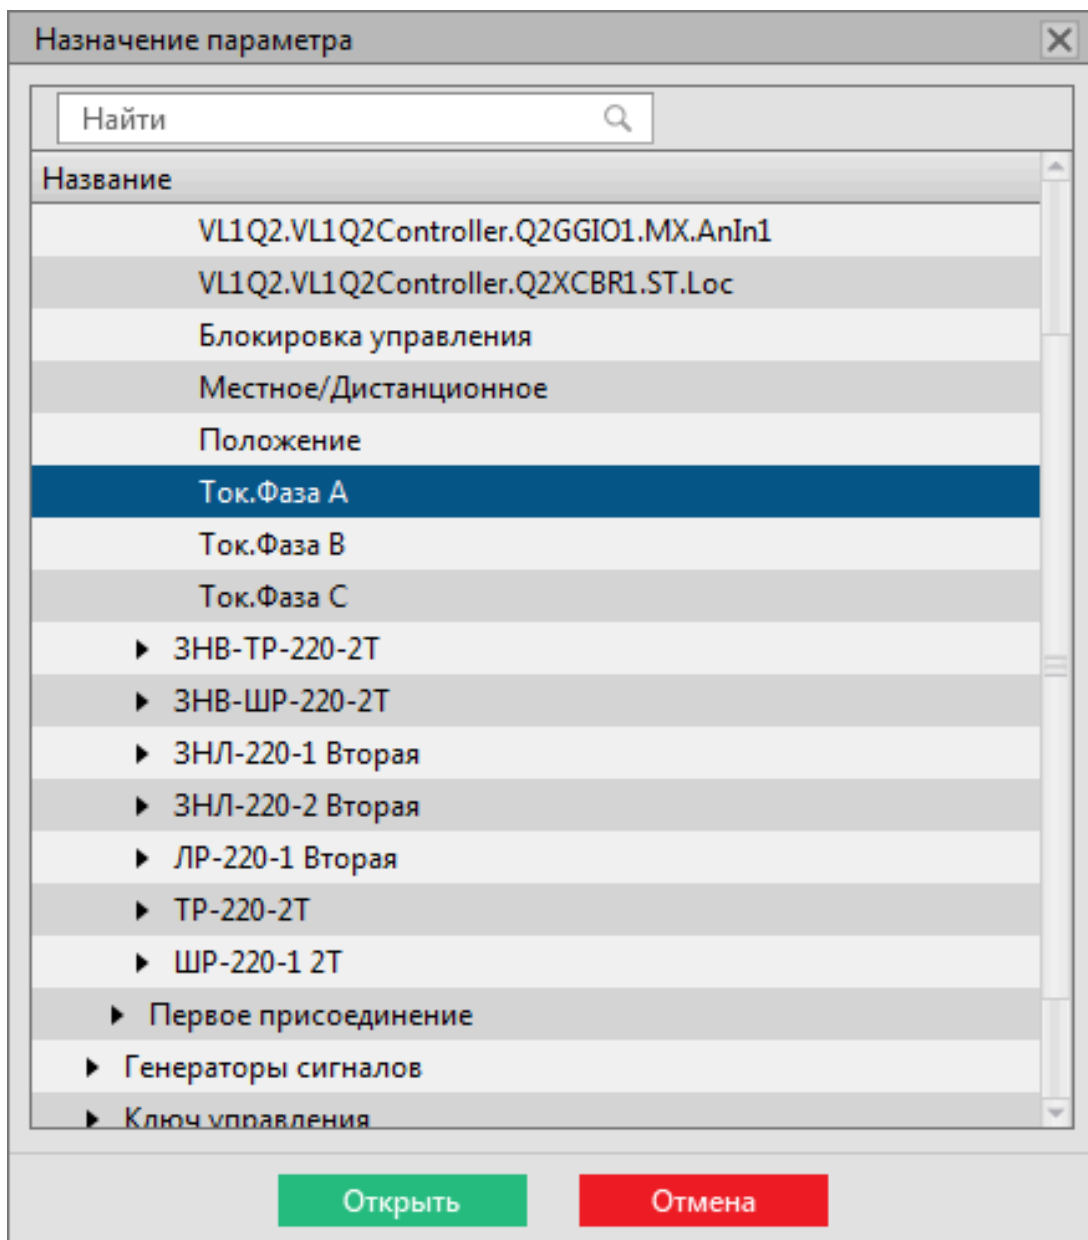 Назначение параметра
Найти
Название
VL1Q2.VL1Q2Controller.Q2GGIO1.MX.AnIn1
VL1Q2.VL1Q2Controller.Q2XCBR1.ST.Loc
Блокировка управления
Местное/Дистанционное
Положение
Ток.Фаза А
Ток.Фаза В
Ток.Фаза С
ЗНВ-ТР-220-2Т
ЗНВ-ШР-220-2Т
ЗНЛ-220-1 Вторая
ЗНЛ-220-2 Вторая
ЛР-220-1 Вторая
ТР-220-2Т
ШР-220-1 2Т
Первое присоединение
Генераторы сигналов
Ключ управления
Открыть
Отмена